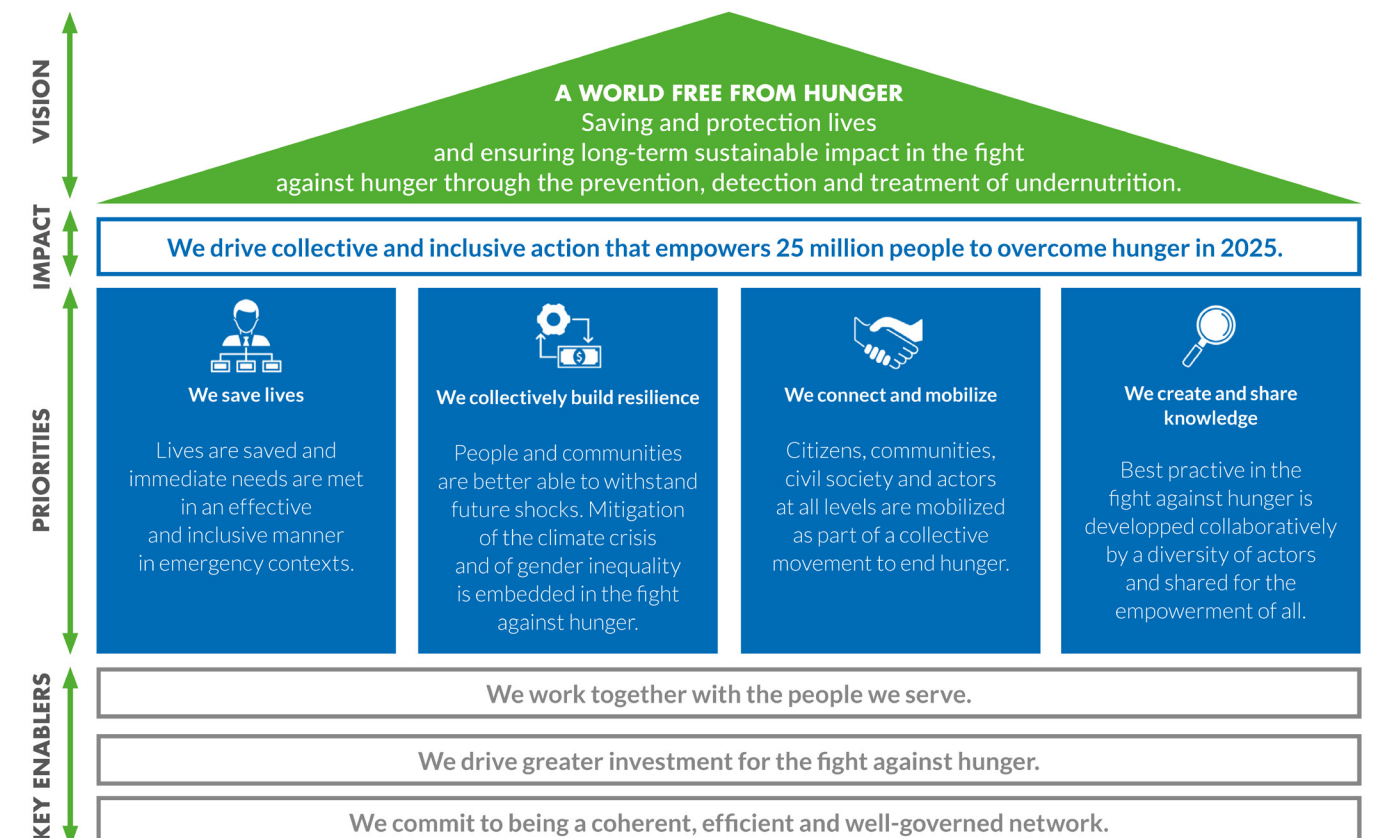 VISION
A WORLD FREE FROM HUNGER
Saving and protection lives
and ensuring long-term sustainable impact in the fight
against hunger through the prevention, detection and treatment of undernutrition.
IMPACT
We drive collective and inclusive action that empowers 25 million people to overcome hunger in 2025.
PRIORITIES
We save lives
Lives are saved and
immediate needs are met
in an effective
and inclusive manner
in emergency contexts.
We collectively build resilience
People and communities
are better able to withstand
future shocks. Mitigation
of the climate crisis
and of gender inequality
is embedded in the fight
against hunger.
We connect and mobilize
Citizens, communities,
civil society and actors
at all levels are mobilized
as part of a collective
movement to end hunger.
We create and share
knowledge
Best practive in the
fight against hunger is
developped collaboratively
by a diversity of actors
and shared for the
empowerment of all.
KEY ENABLERS
We work together with the people we serve.
We drive greater investment for the fight against hunger.
We commit to being a coherent, efficient and well-governed network.